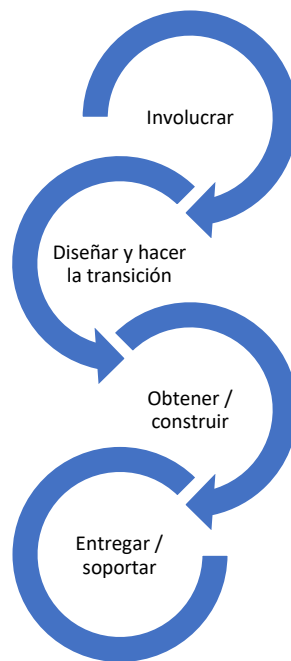 Involucrar
Diseñar y hacer
la transición
Obtener /
construir
Entregar /
soportar